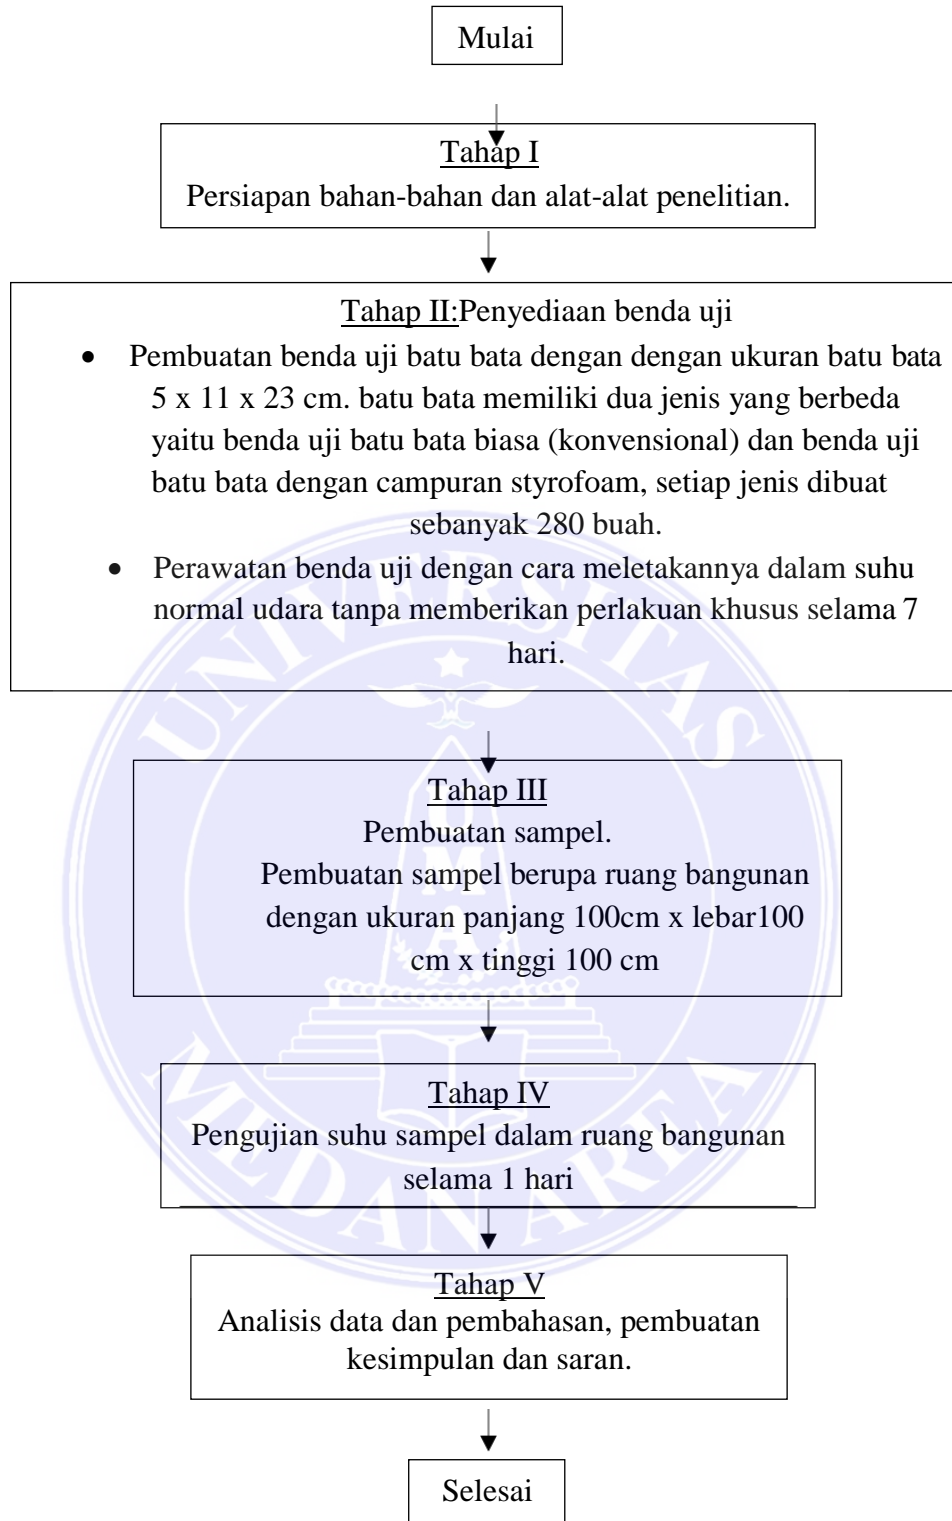 Mulai
Tahap I
Persiapan bahan-bahan dan alat-alat penelitian.
Tahap II:Penyediaan benda uji
• Pembuatan benda uji batu bata dengan dengan ukuran batu bata
5 x 11 x 23 cm. batu bata memiliki dua jenis yang berbeda
yaitu benda uji batu bata biasa (konvensional) dan benda uji
batu bata dengan campuran styrofoam, setiap jenis dibuat
sebanyak 280 buah.
• Perawatan benda uji dengan cara meletakannya dalam suhu
normal udara tanpa memberikan perlakuan khusus selama 7
hari.
Tahap III
Pembuatan sampel.
Pembuatan sampel berupa ruang bangunan
dengan ukuran panjang 100cm x lebar100
cm x tinggi 100 cm
Tahap IV
Pengujian suhu sampel dalam ruang bangunan
selama 1 hari
Tahap V
Analisis data dan pembahasan, pembuatan
kesimpulan dan saran.
Selesai
UNIVERSITAS
UMA
MEDAN AREA